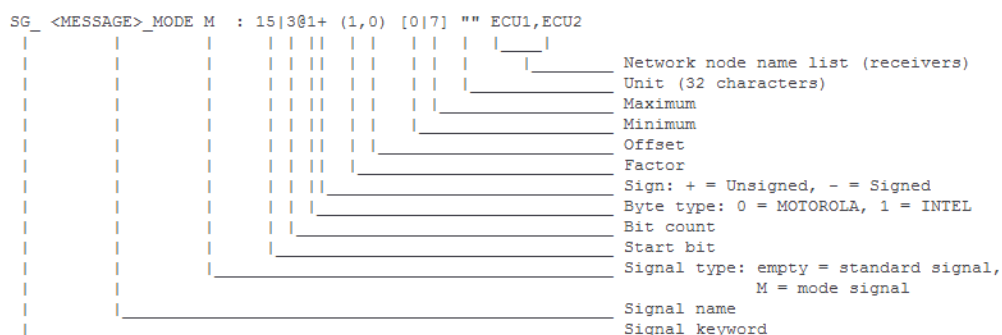 SG_ <MESSAGE>_MODE M : 15|3@1+ (1,0) [0|7] "" ECU1,ECU2
Network node name list (receivers)
Unit (32 characters)
Maximum
Minimum
Offset
Factor
Sign: + = Unsigned, - = Signed
Byte type: 0 = MOTOROLA, 1 = INTEL
Bit count
Start bit
Signal type: empty = standard signal,
M = mode signal
Signal name
Signal keyword